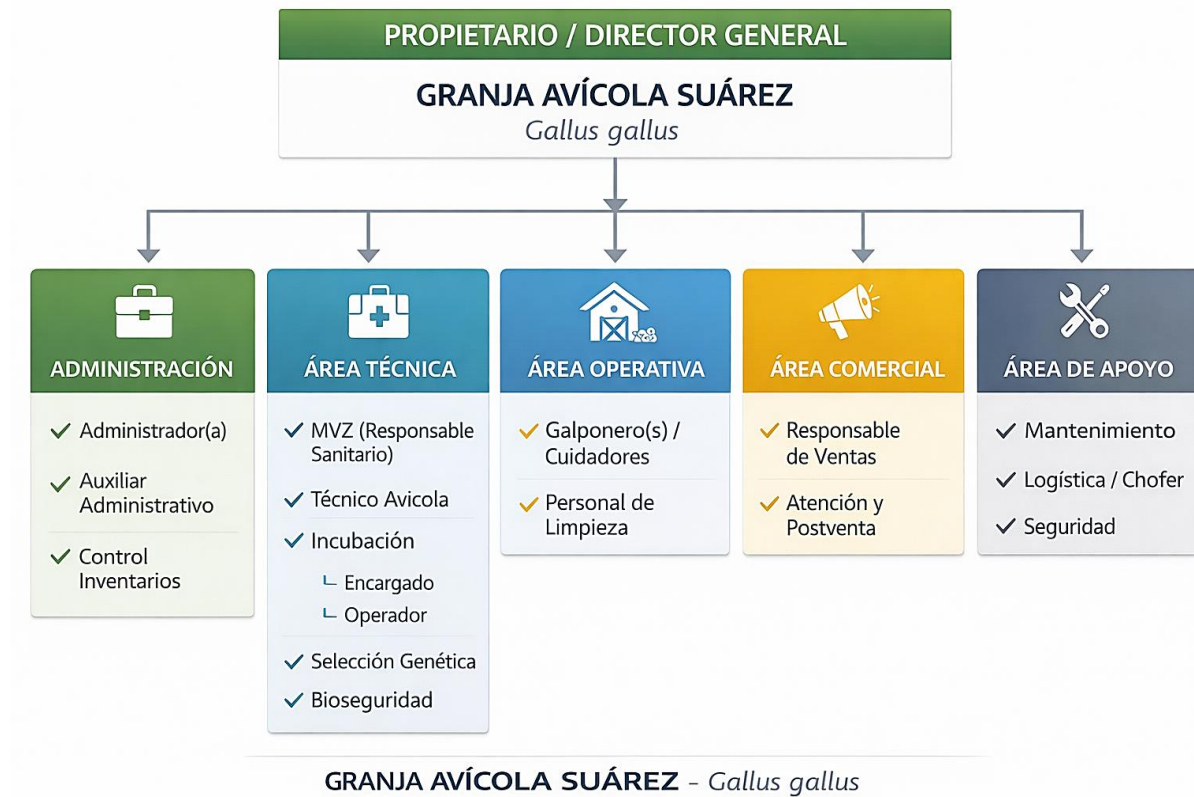 PROPIETARIO / DIRECTOR GENERAL
GRANJA AVÍCOLA SUÁREZ
Gallus gallus
ADMINISTRACIÓN
Administrador(a)
Auxiliar
Administrativo
Control
Inventarios
ÁREA TÉCNICA
MVZ (Responsable
Sanitario)
Técnico Avicola
Incubación
Encargado
Operador
Selección Genética
Bioseguridad
ÁREA OPERATIVA
Galponero(s) /
Cuidadores
Personal de
Limpieza
ÁREA COMERCIAL
Responsable
de Ventas
Atención y
Postventa
ÁREA DE APOYO
Mantenimiento
Logística / Chofer
Seguridad
GRANJA AVÍCOLA SUÁREZ – Gallus gallus